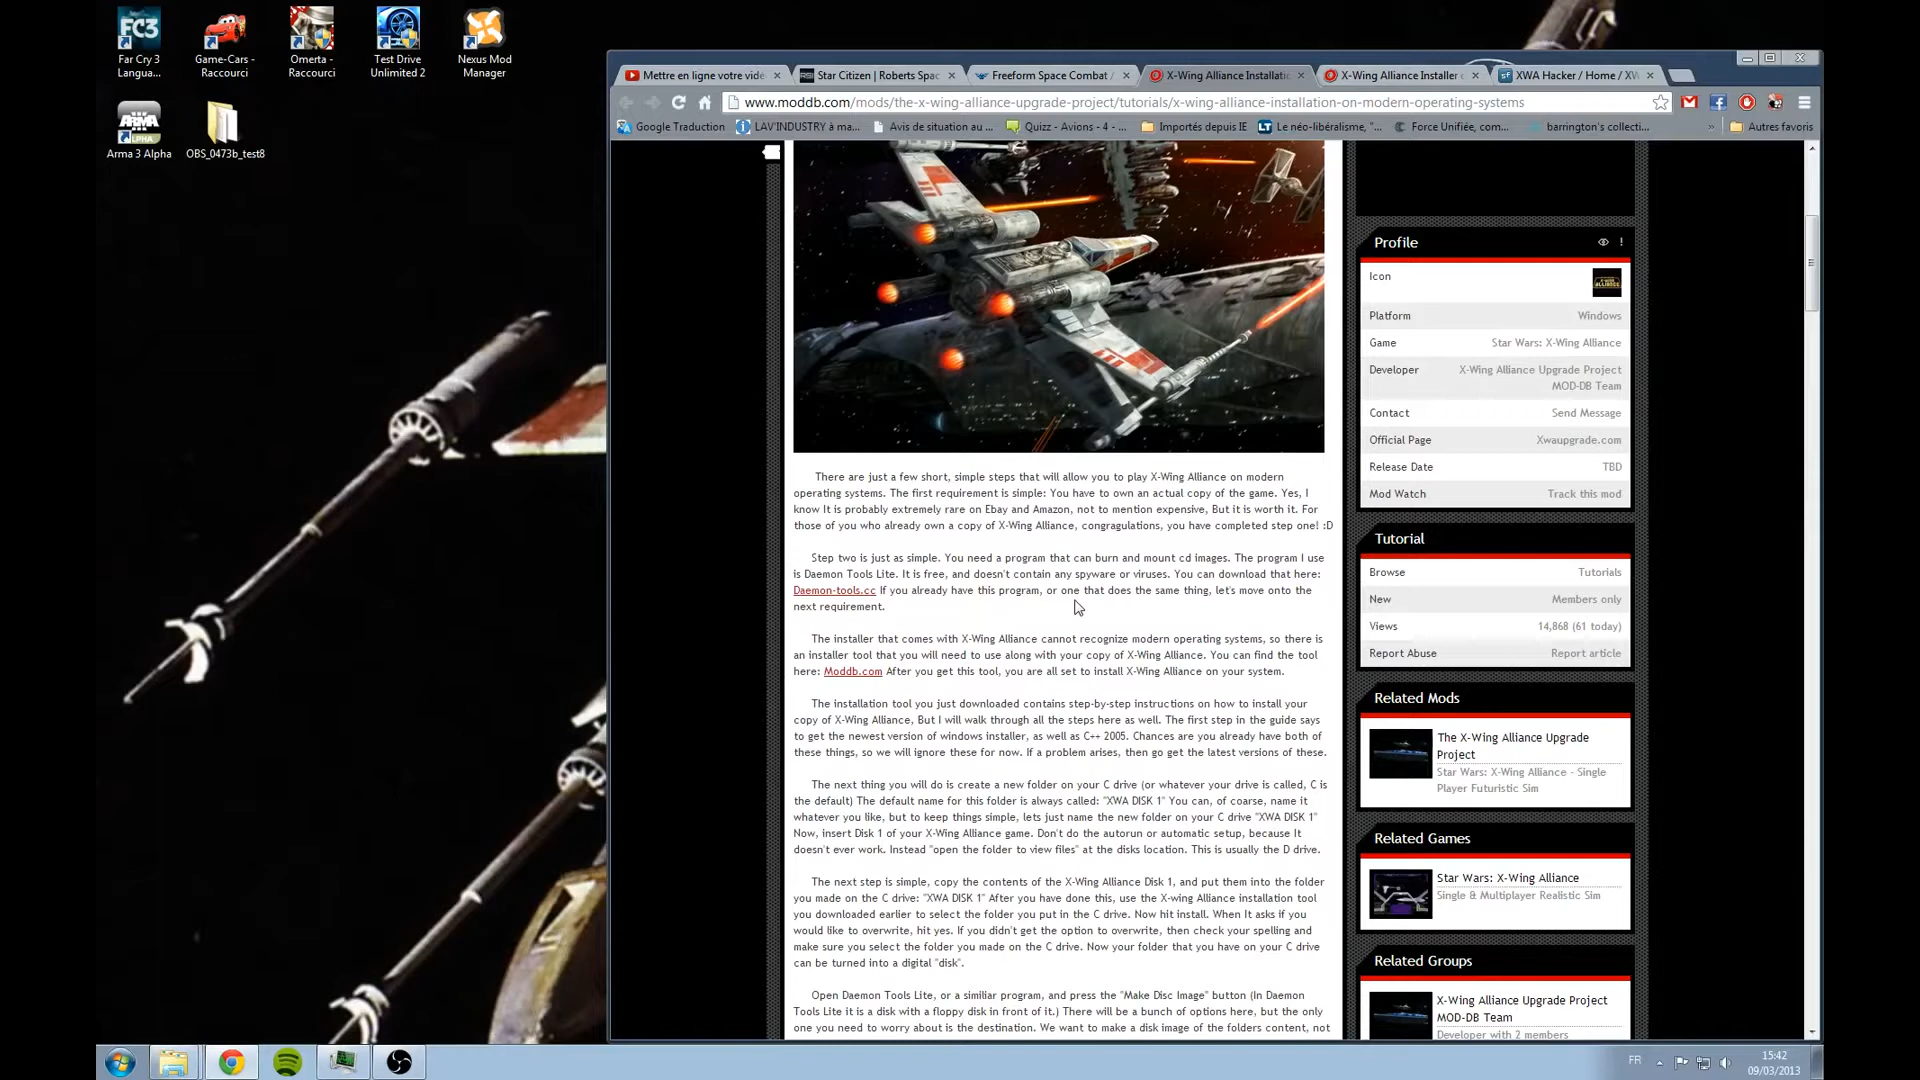 Far Cry 3
Langua...
Game-Cars -
Raccourci
Omerta -
Raccourci
Test Drive
Unlimited 2
Nexus Mod
Manager
Arma 3 Alpha
OBS_0473b_test8
FC3
ARMA
Mettre en ligne votre vidé
Star Citizen | Roberts Spac
Freeform Space Combat /
X-Wing Alliance Installatio
X-Wing Alliance Installer e
XWA Hacker / Home / XW
www.moddb.com/mods/the-x-wing-alliance-upgrade-project/tutorials/x-wing-alliance-installation-on-modern-operating-systems
Google Traduction
LAV'INDUSTRY à ma...
Avis de situation au ...
Quizz - Avions - 4 - ...
Importés depuis IE
Le néo-libéralisme, "...
Force Unifiée, com...
barrington's collecti...
»
Autres favoris
There are just a few short, simple steps that will allow you to play X-Wing Alliance on modern
operating systems. The first requirement is simple: You have to own an actual copy of the game. Yes, I
know It is probably extremely rare on Ebay and Amazon, not to mention expensive, But it is worth it. For
those of you who already own a copy of X-Wing Alliance, congragulations, you have completed step one! :D
Step two is just as simple. You need a program that can burn and mount cd images. The program I use
is Daemon Tools Lite. It is free, and doesn't contain any spyware or viruses. You can download that here:
Daemon-tools.cc If you already have this program, or one that does the same thing, let's move onto the
next requirement.
The installer that comes with X-Wing Alliance cannot recognize modern operating systems, so there is
an installer tool that you will need to use along with your copy of X-Wing Alliance. You can find the tool
here: Moddb.com After you get this tool, you are all set to install X-Wing Alliance on your system.
The installation tool you just downloaded contains step-by-step instructions on how to install your
copy of X-Wing Alliance, But I will walk through all the steps here as well. The first step in the guide says
to get the newest version of windows installer, as well as C++ 2005. Chances are you already have both of
these things, so we will ignore these for now. If a problem arises, then go get the latest versions of these.
The next thing you will do is create a new folder on your C drive (or whatever your drive is called, C is
the default) The default name for this folder is always called: "XWA DISK 1" You can, of coarse, name it
whatever you like, but to keep things simple, lets just name the new folder on your C drive "XWA DISK 1"
Now, insert Disk 1 of your X-Wing Alliance game. Don't do the autorun or automatic setup, because It
doesn't ever work. Instead "open the folder to view files" at the disks location. This is usually the D drive.
The next step is simple, copy the contents of the X-Wing Alliance Disk 1, and put them into the folder
you made on the C drive: "XWA DISK 1" After you have done this, use the X-wing Alliance installation tool
you downloaded earlier to select the folder you put in the C drive. Now hit install. When It asks if you
would like to overwrite, hit yes. If you didn't get the option to overwrite, then check your spelling and
make sure you select the folder you made on the C drive. Now your folder that you have on your C drive
can be turned into a digital "disk".
Open Daemon Tools Lite, or a similiar program, and press the "Make Disc Image" button (In Daemon
Tools Lite it is a disk with a floppy disk in front of it.) There will be a bunch of options here, but the only
one you need to worry about is the destination. We want to make a disk image of the folders content, not
Profile
Icon
Platform Windows
Game Star Wars: X-Wing Alliance
Developer X-Wing Alliance Upgrade Project
MOD-DB Team
Contact Send Message
Official Page Xwaupgrade.com
Release Date TBD
Mod Watch Track this mod
Tutorial
Browse Tutorials
New Members only
Views 14,868 (61 today)
Report Abuse Report article
Related Mods
The X-Wing Alliance Upgrade
Project
Star Wars: X-Wing Alliance - Single
Player Futuristic Sim
Related Games
Star Wars: X-Wing Alliance
Single & Multiplayer Realistic Sim
Related Groups
X-Wing Alliance Upgrade Project
MOD-DB Team
Developer with 2 members
FR
15:42
09/03/2013